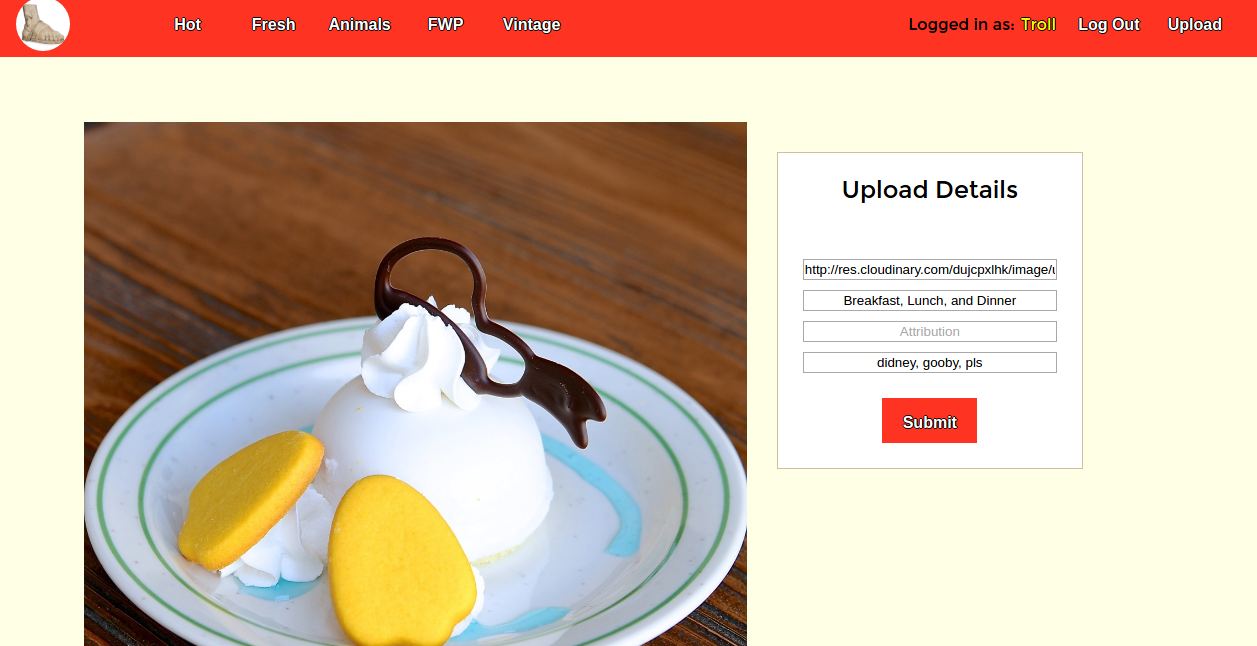 Hot Fresh Animals FWP Vintage Logged in as: Troll Log Out Upload
Upload Details
http://res.cloudinary.com/dujcpxlhk/image/u
Breakfast, Lunch, and Dinner
Attribution
didney, gooby, pls
Submit